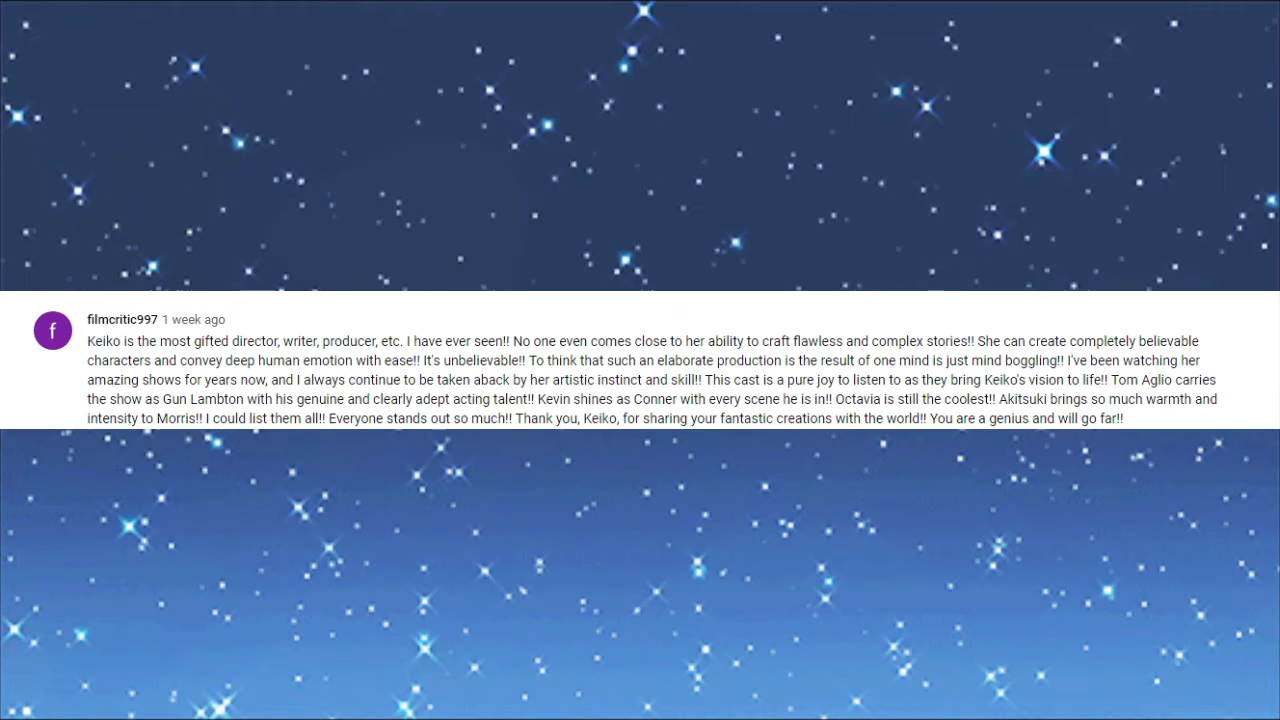 f
filmcritic997 1 week ago
Keiko is the most gifted director, writer, producer, etc. I have ever seen!! No one even comes close to her ability to craft flawless and complex stories!! She can create completely believable
characters and convey deep human emotion with ease!! It's unbelievable!! To think that such an elaborate production is the result of one mind is just mind boggling!! I've been watching her
amazing shows for years now, and I always continue to be taken aback by her artistic instinct and skill!! This cast is a pure joy to listen to as they bring Keiko's vision to life!! Tom Aglio carries
the show as Gun Lambton with his genuine and clearly adept acting talent!! Kevin shines as Conner with every scene he is in!! Octavia is still the coolest!! Akitsuki brings so much warmth and
intensity to Morris!! I could list them all!! Everyone stands out so much!! Thank you, Keiko, for sharing your fantastic creations with the world!! You are a genius and will go far!!